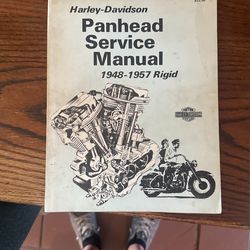 Harley-Davidson
Panhead
Service
Manual
1948-1957 Rigid